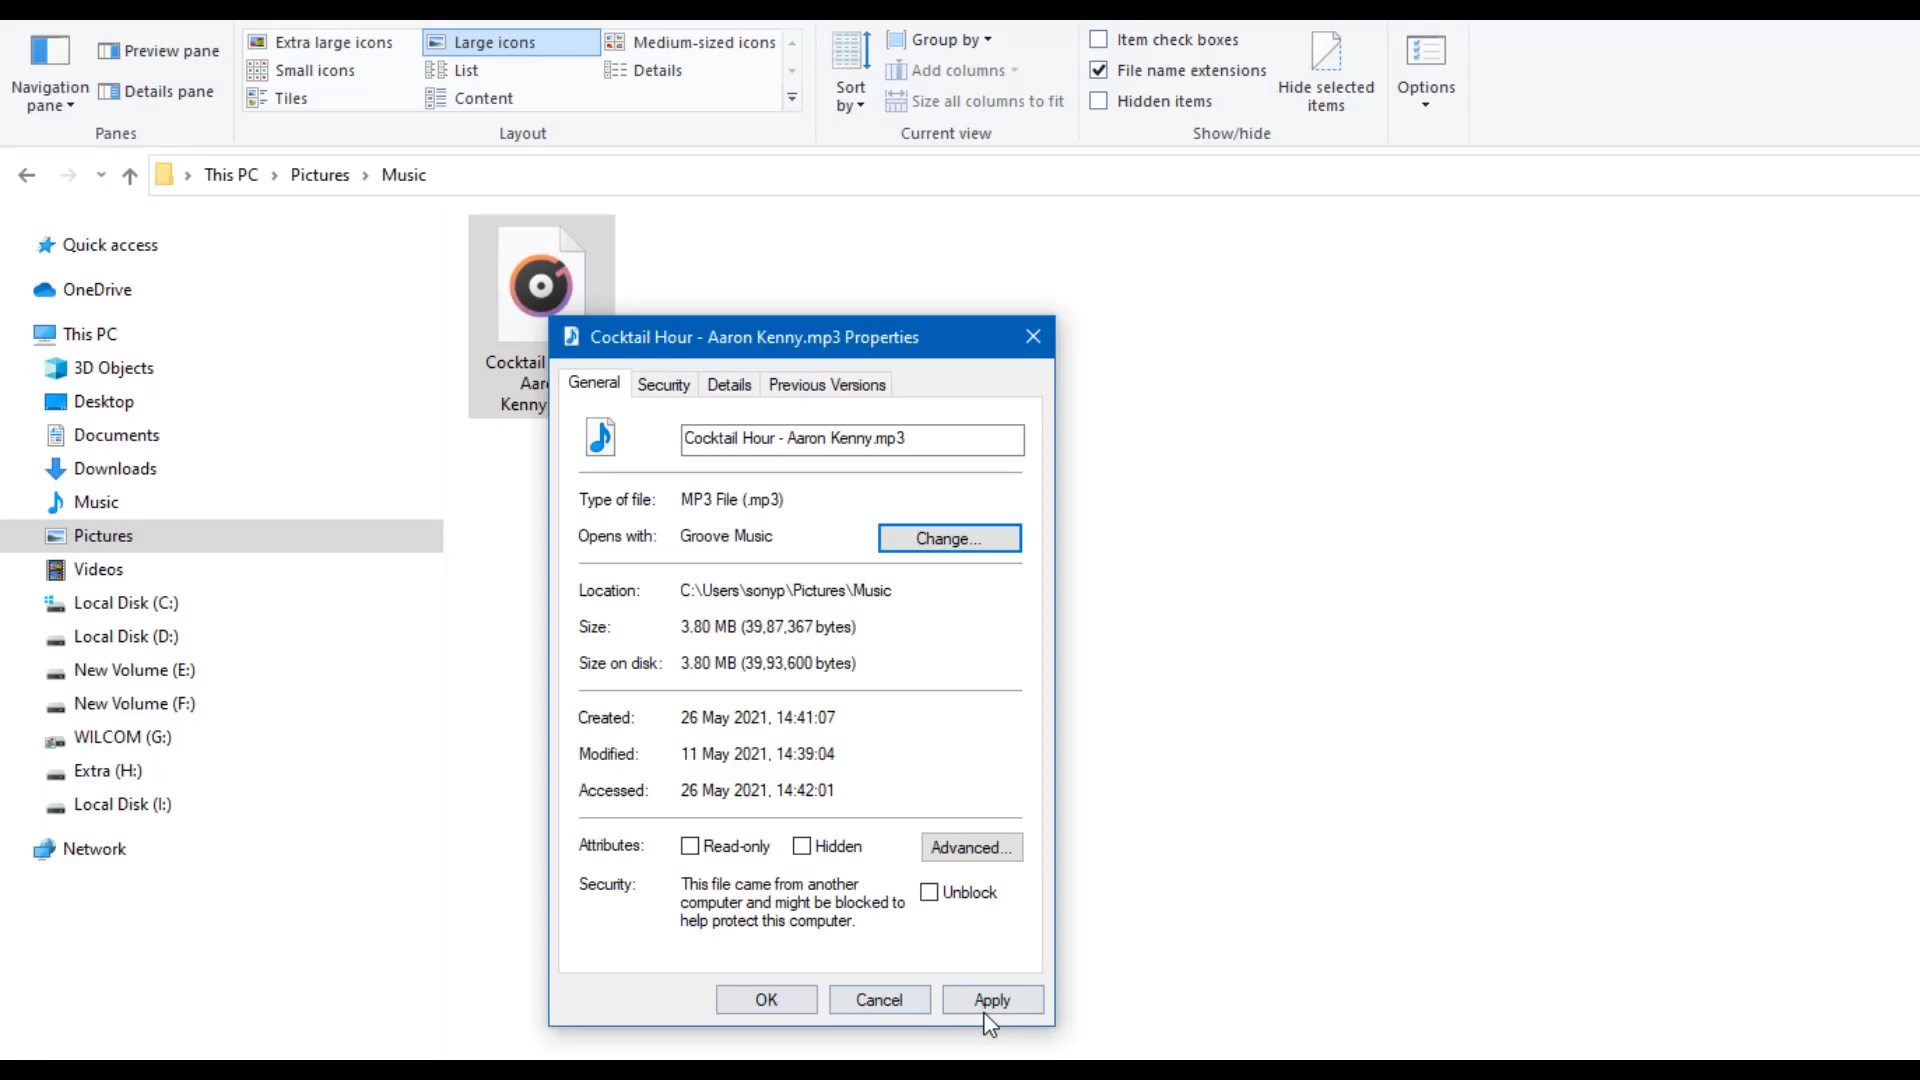 Navigation pane
Preview pane
Details pane
Panes
Extra large icons
Large icons
Medium-sized icons
Small icons
List
Details
Tiles
Content
Layout
Sort by
Group by
Add columns
Size all columns to fit
Current view
Item check boxes
File name extensions
Hidden items
Hide selected items
Show/hide
Options
This PC > Pictures > Music
Quick access
OneDrive
This PC
3D Objects
Desktop
Documents
Downloads
Music
Pictures
Videos
Local Disk (C:)
Local Disk (D:)
New Volume (E:)
New Volume (F:)
WILCOM (G:)
Extra (H:)
Local Disk (I:)
Network
Cocktail
Aar
Kenny
Cocktail Hour - Aaron Kenny.mp3 Properties
General
Security
Details
Previous Versions
Cocktail Hour - Aaron Kenny.mp3
Type of file: MP3 File (.mp3)
Opens with: Groove Music
Change...
Location: C:\Users\sonyp\Pictures\Music
Size: 3.80 MB (39,87,367 bytes)
Size on disk: 3.80 MB (39,93,600 bytes)
Created: 26 May 2021, 14:41:07
Modified: 11 May 2021, 14:39:04
Accessed: 26 May 2021, 14:42:01
Attributes: Read-only Hidden Advanced...
Security: This file came from another
computer and might be blocked to
help protect this computer.
Unblock
OK
Cancel
Apply